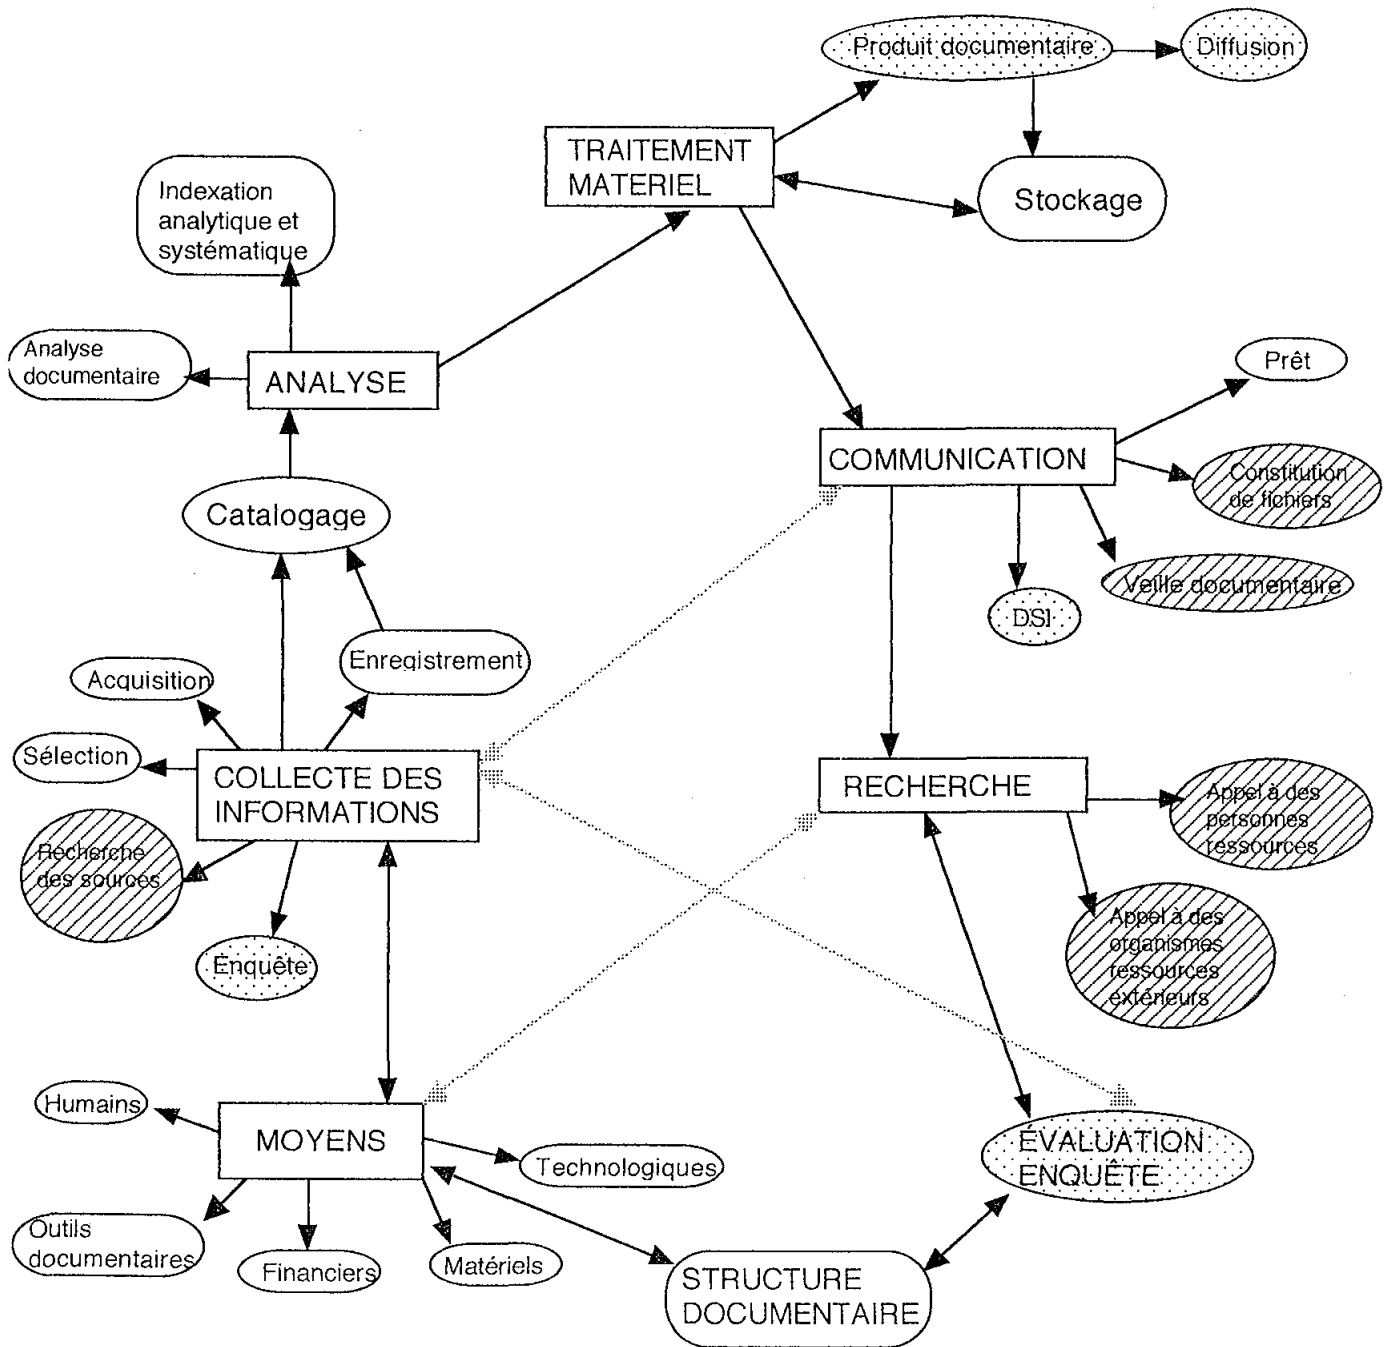 Produit documentaire
Diffusion
TRAITEMENT
MATERIEL
Stockage
Indexation
analytique et
systématique
Analyse
documentaire
ANALYSE
Prêt
COMMUNICATION
Constitution
de fichiers
Catalogage
Veille documentaire
DSI
Enregistrement
Acquisition
Sélection
COLLECTE DES
INFORMATIONS
RECHERCHE
Appel à des
personnes
ressources
Recherche
des sources
Enquête
Appel à des
organismes
ressources
extérieurs
Humains
MOYENS
Technologiques
ÉVALUATION
ENQUÊTE
Outils
documentaires
Financiers
Matériels
STRUCTURE
DOCUMENTAIRE